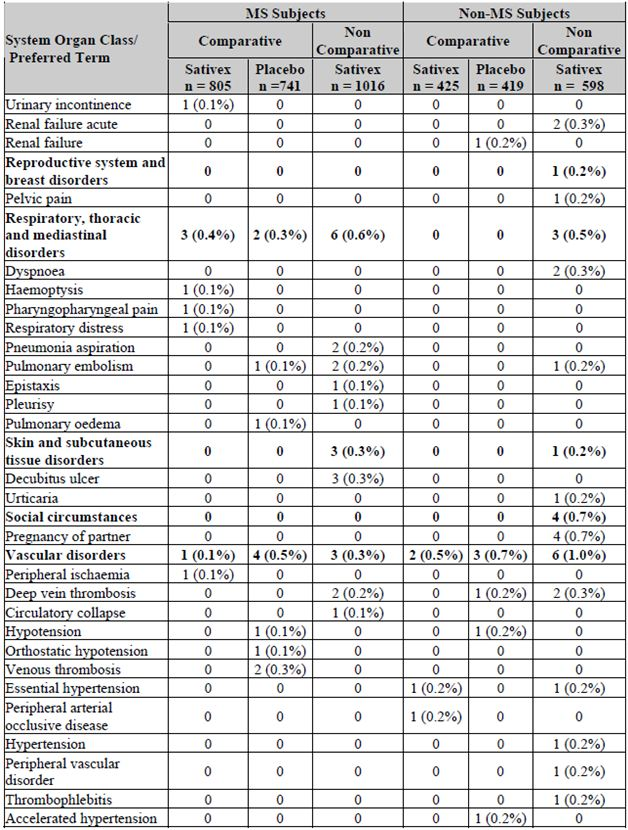 System Organ Class/ Preferred Term | MS Subjects | Non-MS Subjects
Comparative | Non Comparative | Comparative | Non Comparative
Sativex n = 805 | Placebo n =741 | Sativex n = 1016 | Sativex n = 425 | Placebo n = 419 | Sativex n = 598
Urinary incontinence 1 (0.1%) 0 0 0 0 0
Renal failure acute 0 0 0 0 0 2 (0.3%)
Renal failure 0 0 0 0 1 (0.2%) 0
Reproductive system and breast disorders 0 0 0 0 0 1 (0.2%)
Pelvic pain 0 0 0 0 0 1 (0.2%)
Respiratory, thoracic and mediastinal disorders 3 (0.4%) 2 (0.3%) 6 (0.6%) 0 0 3 (0.5%)
Dyspnoea 0 0 0 0 0 2 (0.3%)
Haemoptysis 1 (0.1%) 0 0 0 0 0
Pharyngopharyngeal pain 1 (0.1%) 0 0 0 0 0
Respiratory distress 1 (0.1%) 0 0 0 0 0
Pneumonia aspiration 0 0 2 (0.2%) 0 0 0
Pulmonary embolism 0 1 (0.1%) 2 (0.2%) 0 0 1 (0.2%)
Epistaxis 0 0 1 (0.1%) 0 0 0
Pleurisy 0 0 1 (0.1%) 0 0 0
Pulmonary oedema 0 1 (0.1%) 0 0 0 0
Skin and subcutaneous tissue disorders 0 0 3 (0.3%) 0 0 1 (0.2%)
Decubitus ulcer 0 0 3 (0.3%) 0 0 0
Urticaria 0 0 0 0 0 1 (0.2%)
Social circumstances 0 0 0 0 0 4 (0.7%)
Pregnancy of partner 0 0 0 0 0 4 (0.7%)
Vascular disorders 1 (0.1%) 4 (0.5%) 3 (0.3%) 2 (0.5%) 3 (0.7%) 6 (1.0%)
Peripheral ischaemia 1 (0.1%) 0 0 0 0 0
Deep vein thrombosis 0 0 2 (0.2%) 0 1 (0.2%) 2 (0.3%)
Circulatory collapse 0 0 1 (0.1%) 0 0 0
Hypotension 0 1 (0.1%) 0 0 1 (0.2%) 0
Orthostatic hypotension 0 1 (0.1%) 0 0 0 0
Venous thrombosis 0 2 (0.3%) 0 0 0 0
Essential hypertension 0 0 0 1 (0.2%) 0 1 (0.2%)
Peripheral arterial occlusive disease 0 0 0 1 (0.2%) 0 0
Hypertension 0 0 0 0 0 1 (0.2%)
Peripheral vascular disorder 0 0 0 0 0 1 (0.2%)
Thrombophlebitis 0 0 0 0 0 1 (0.2%)
Accelerated hypertension 0 0 0 0 1 (0.2%) 0